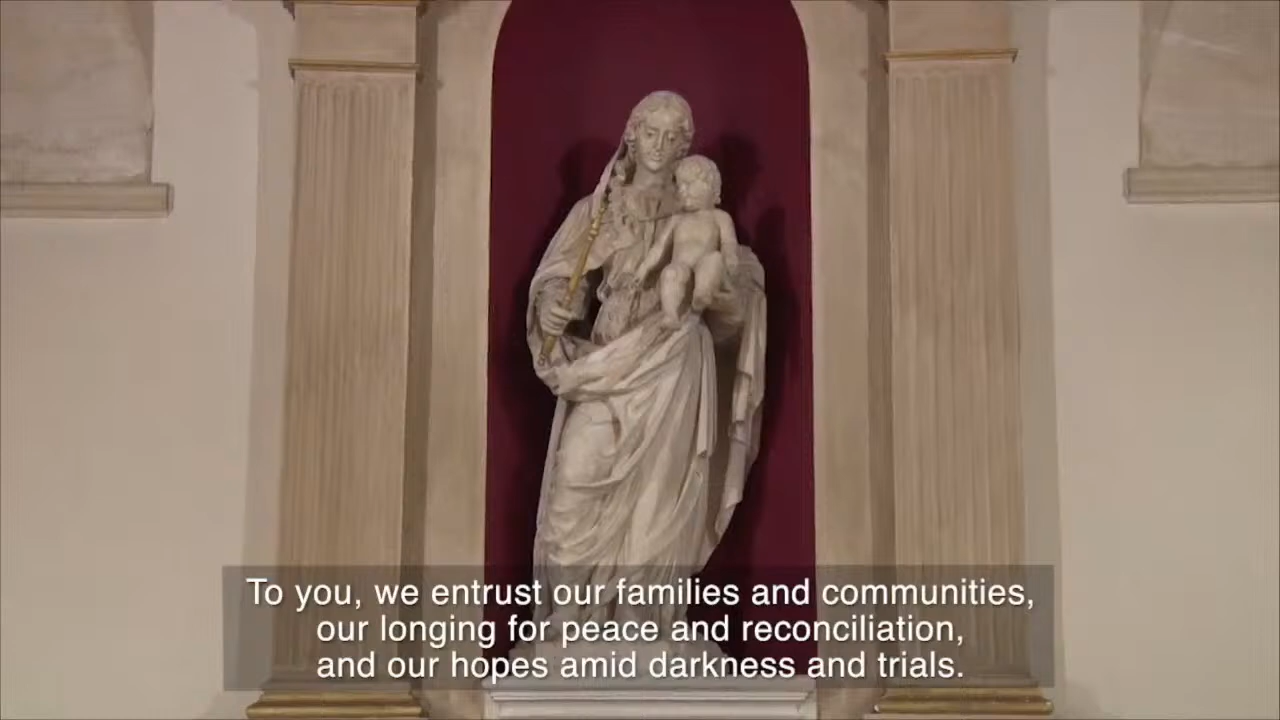 To you, we entrust our families and communities,
our longing for peace and reconciliation,
and our hopes amid darkness and trials.